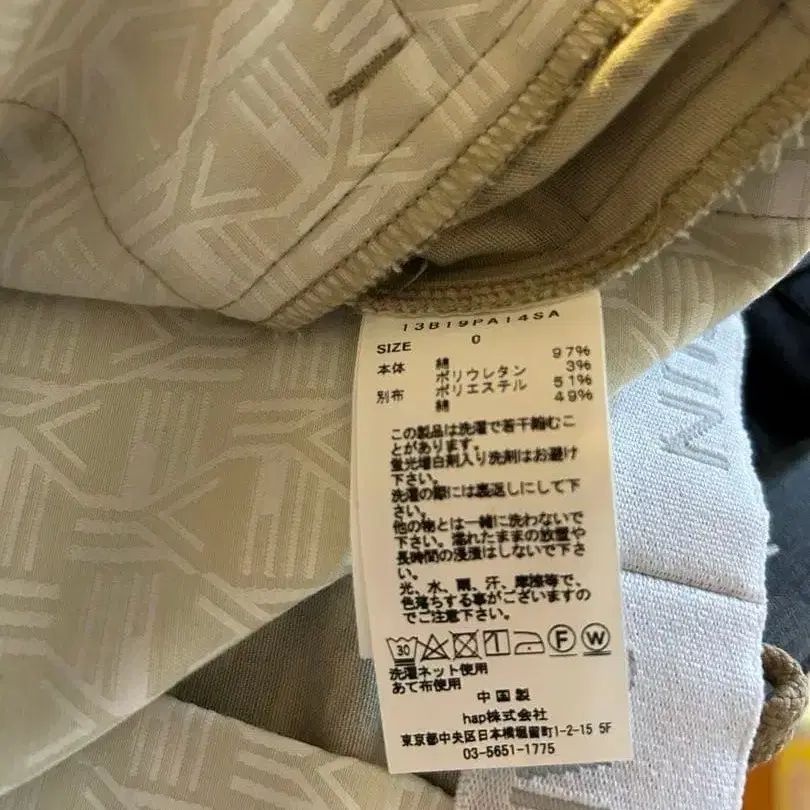 13B19PA14SA
SIZE 0
本体 綿 97%
ポリウレタン 3%
別布 ポリエステル 51%
綿 49%
この製品は洗濯で若干縮むこ
とがあります。
蛍光増白剤入り洗剤はお避け
下さい。
洗濯の際には裏返しにして下
さい。
他の物とは一緒に洗わないで
下さい。濡れたままの放置や
長時間の浸漬はしないで下さ
い。
光、水、雨、汗、摩擦等で、
色落ちする事がございますの
でご注意下さい。
30 F W
洗濯ネット使用
あて布使用
中国製
hap株式会社
東京都中央区日本橋堀留町1-2-15 5F
03-5651-1775